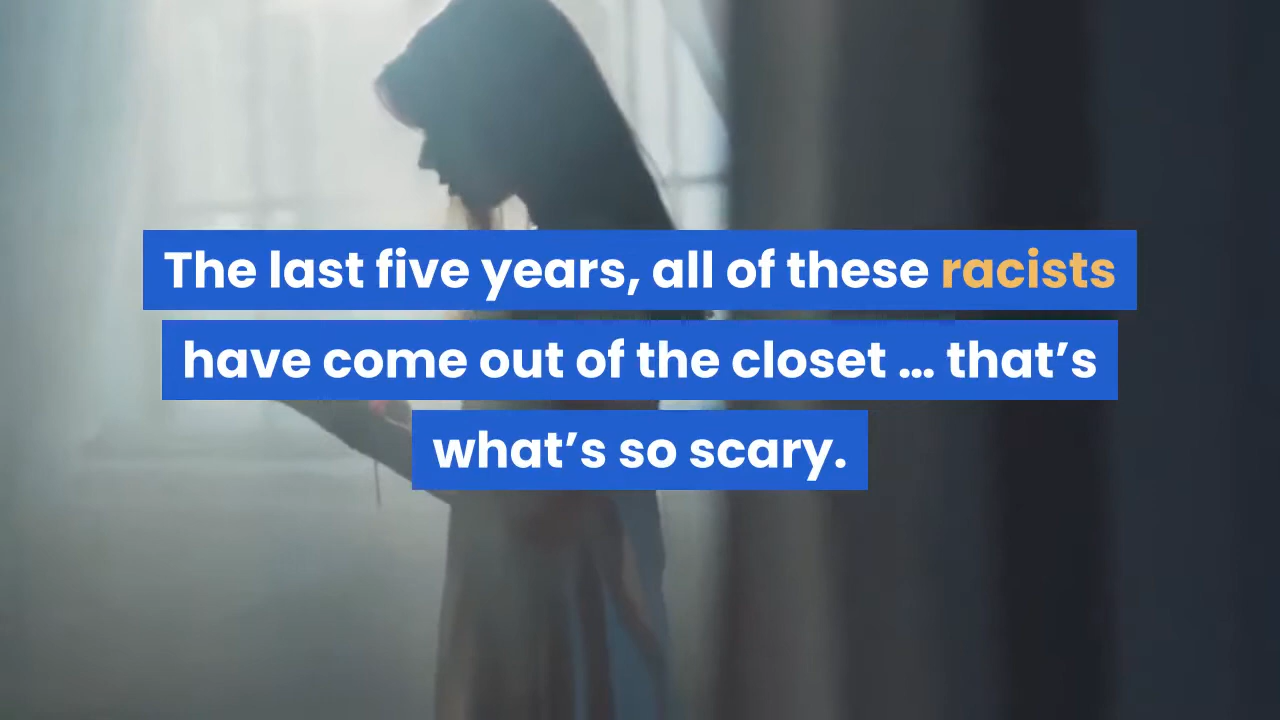 The last five years, all of these racists
have come out of the closet ... that’s
what’s so scary.